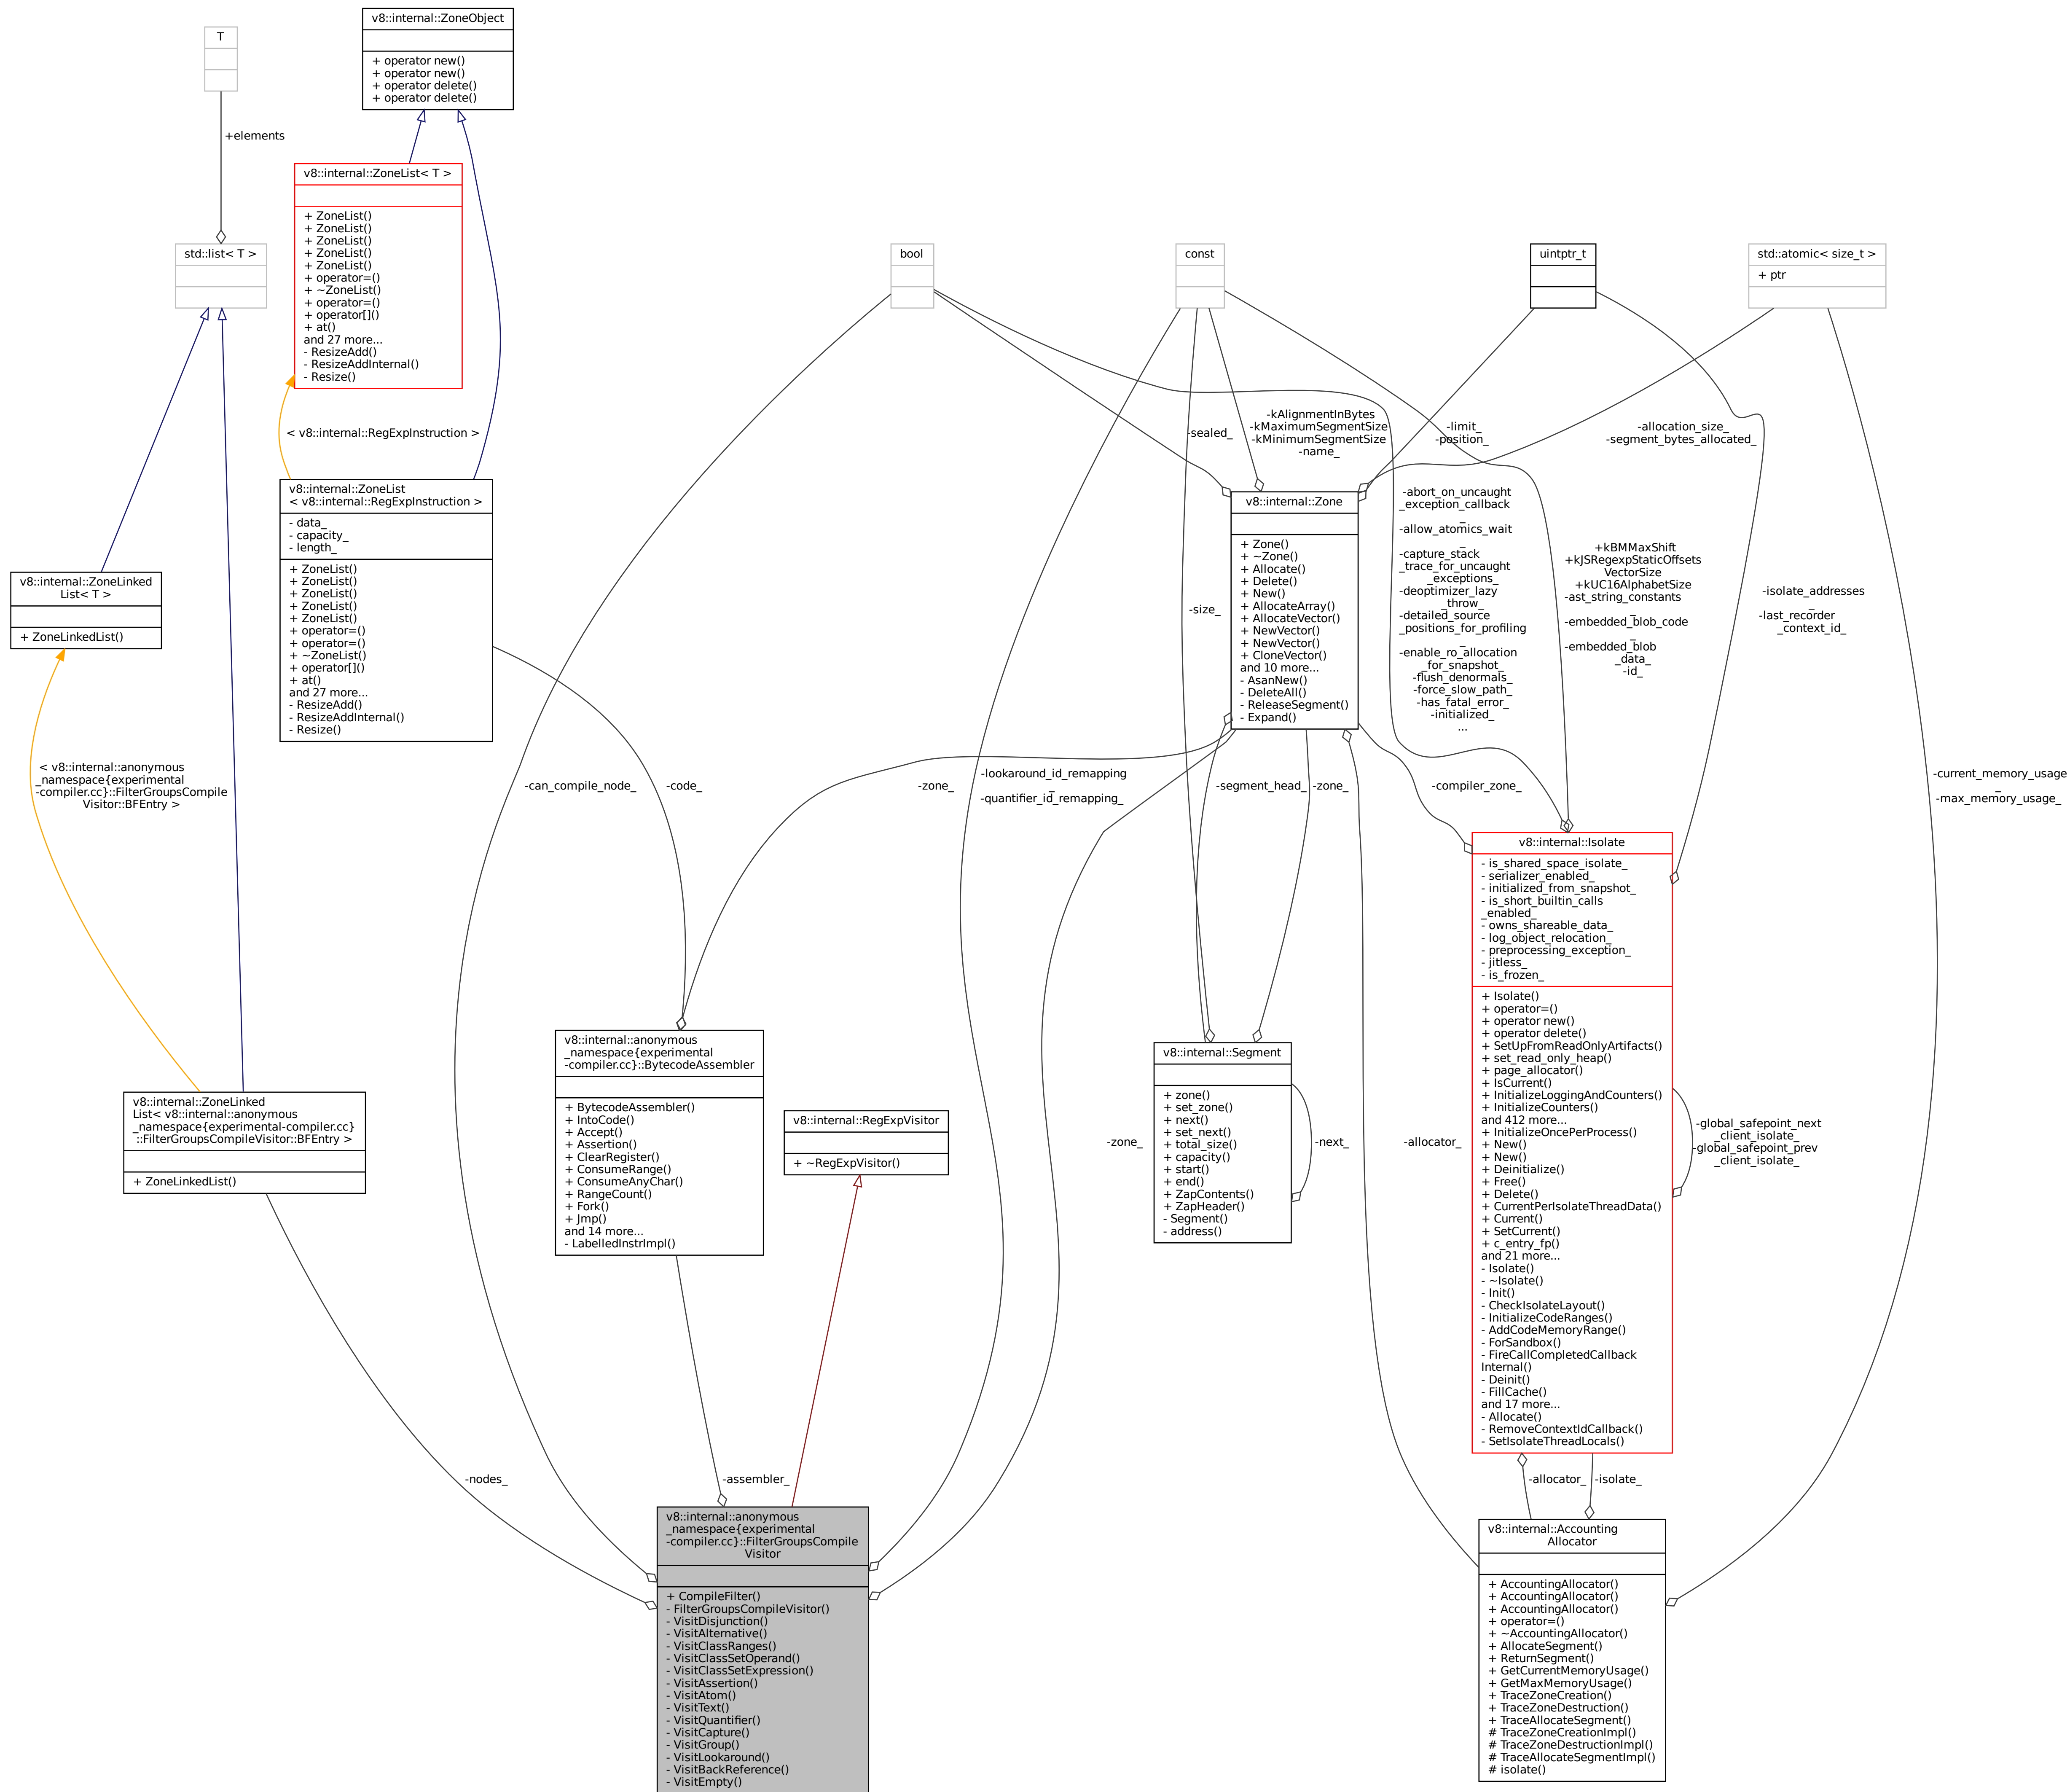 v8::internal::ZoneObject
+ operator new()
+ operator new()
+ operator delete()
+ operator delete()
T
+elements
v8::internal::ZoneList< T >
+ ZoneList()
+ ZoneList()
+ ZoneList()
+ ZoneList()
+ ZoneList()
+ operator=()
+ ~ZoneList()
+ operator=()
+ operator[]()
+ at()
and 27 more...
- ResizeAdd()
- ResizeAddInternal()
- Resize()
std::list< T >
bool
const
uintptr_t
std::atomic< size_t >
+ ptr
< v8::internal::RegExpInstruction >
-sealed_
-kAlignmentInBytes
-kMaximumSegmentSize
-kMinimumSegmentSize
-name_
-limit_
-position_
-allocation_size_
-segment_bytes_allocated_
v8::internal::ZoneList
< v8::internal::RegExpInstruction >
- data_
- capacity_
- length_
+ ZoneList()
+ ZoneList()
+ ZoneList()
+ ZoneList()
+ ZoneList()
+ operator=()
+ operator=()
+ ~ZoneList()
+ operator[]()
+ at()
and 27 more...
- ResizeAdd()
- ResizeAddInternal()
- Resize()
v8::internal::Zone
+ Zone()
+ ~Zone()
+ Allocate()
+ Delete()
+ New()
+ AllocateArray()
+ AllocateVector()
+ NewVector()
+ NewVector()
+ CloneVector()
and 10 more...
- AsanNew()
- DeleteAll()
- ReleaseSegment()
- Expand()
-abort_on_uncaught
_exception_callback
_
-allow_atomics_wait
_
-capture_stack
_trace_for_uncaught
_exceptions_
-deoptimizer_lazy
_throw_
-detailed_source
_positions_for_profiling
_
-enable_ro_allocation
_for_snapshot_
-flush_denormals_
-force_slow_path_
-has_fatal_error_
-initialized_
...
+kBMMaxShift
+kJSRegexpStaticOffsets
VectorSize
+kUC16AlphabetSize
-ast_string_constants
_
-embedded_blob_code
_
-embedded_blob
_data_
-id_
-isolate_addresses
_
-last_recorder
_context_id_
v8::internal::ZoneLinked
List< T >
+ ZoneLinkedList()
-size_
< v8::internal::anonymous
_namespace{experimental
-compiler.cc}::FilterGroupsCompile
Visitor::BFEntry >
-can_compile_node_
-code_
-zone_
-lookaround_id_remapping
_
-quantifier_id_remapping_
-segment_head_
-zone_
-compiler_zone_
-current_memory_usage
_
-max_memory_usage_
v8::internal::Isolate
- is_shared_space_isolate_
- serializer_enabled_
- initialized_from_snapshot_
- is_short_builtin_calls
_enabled_
- owns_shareable_data_
- log_object_relocation_
- preprocessing_exception_
- jitless_
- is_frozen_
+ Isolate()
+ operator=()
+ operator new()
+ operator delete()
+ SetUpFromReadOnlyArtifacts()
+ set_read_only_heap()
+ page_allocator()
+ IsCurrent()
+ InitializeLoggingAndCounters()
+ InitializeCounters()
and 412 more...
+ InitializeOncePerProcess()
+ New()
+ New()
+ Deinitialize()
+ Free()
+ Delete()
+ CurrentPerIsolateThreadData()
+ Current()
+ SetCurrent()
+ c_entry_fp()
and 21 more...
- Isolate()
- ~Isolate()
- Init()
- CheckIsolateLayout()
- InitializeCodeRanges()
- AddCodeMemoryRange()
- ForSandbox()
- FireCallCompletedCallback
Internal()
- Deinit()
- FillCache()
and 17 more...
- Allocate()
- RemoveContextIdCallback()
- SetIsolateThreadLocals()
v8::internal::anonymous
_namespace{experimental
-compiler.cc}::BytecodeAssembler
+ BytecodeAssembler()
+ IntoCode()
+ Accept()
+ Assertion()
+ ClearRegister()
+ ConsumeRange()
+ ConsumeAnyChar()
+ RangeCount()
+ Fork()
+ Jmp()
and 14 more...
- LabelledInstrImpl()
v8::internal::Segment
+ zone()
+ set_zone()
+ next()
+ set_next()
+ total_size()
+ capacity()
+ start()
+ end()
+ ZapContents()
+ ZapHeader()
- Segment()
- address()
v8::internal::ZoneLinked
List< v8::internal::anonymous
_namespace{experimental-compiler.cc}
::FilterGroupsCompileVisitor::BFEntry >
+ ZoneLinkedList()
v8::internal::RegExpVisitor
+ ~RegExpVisitor()
-zone_
-next_
-allocator_
-global_safepoint_next
_client_isolate_
-global_safepoint_prev
_client_isolate_
-nodes_
-assembler_
-allocator_
-isolate_
v8::internal::anonymous
_namespace{experimental
-compiler.cc}::FilterGroupsCompile
Visitor
+ CompileFilter()
- FilterGroupsCompileVisitor()
- VisitDisjunction()
- VisitAlternative()
- VisitClassRanges()
- VisitClassSetOperand()
- VisitClassSetExpression()
- VisitAssertion()
- VisitAtom()
- VisitText()
- VisitQuantifier()
- VisitCapture()
- VisitGroup()
- VisitLookaround()
- VisitBackReference()
- VisitEmpty()
v8::internal::Accounting
Allocator
+ AccountingAllocator()
+ AccountingAllocator()
+ AccountingAllocator()
+ operator=()
+ ~AccountingAllocator()
+ AllocateSegment()
+ ReturnSegment()
+ GetCurrentMemoryUsage()
+ GetMaxMemoryUsage()
+ TraceZoneCreation()
+ TraceZoneDestruction()
+ TraceAllocateSegment()
# TraceZoneCreationImpl()
# TraceZoneDestructionImpl()
# TraceAllocateSegmentImpl()
# isolate()